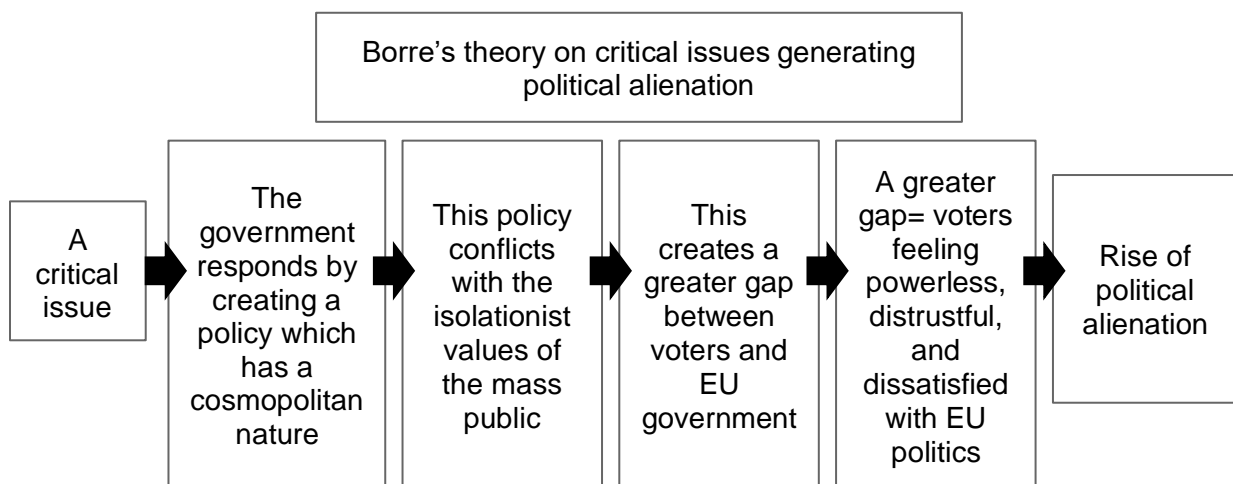 Borre’s theory on critical issues generating
political alienation
A
critical
issue
The
government
responds by
creating a
policy which
has a
cosmopolitan
nature
This policy
conflicts
with the
isolationist
values of
the mass
public
This
creates a
greater gap
between
voters and
EU
government
A greater
gap= voters
feeling
powerless,
distrustful,
and
dissatisfied
with EU
politics
Rise of
political
alienation